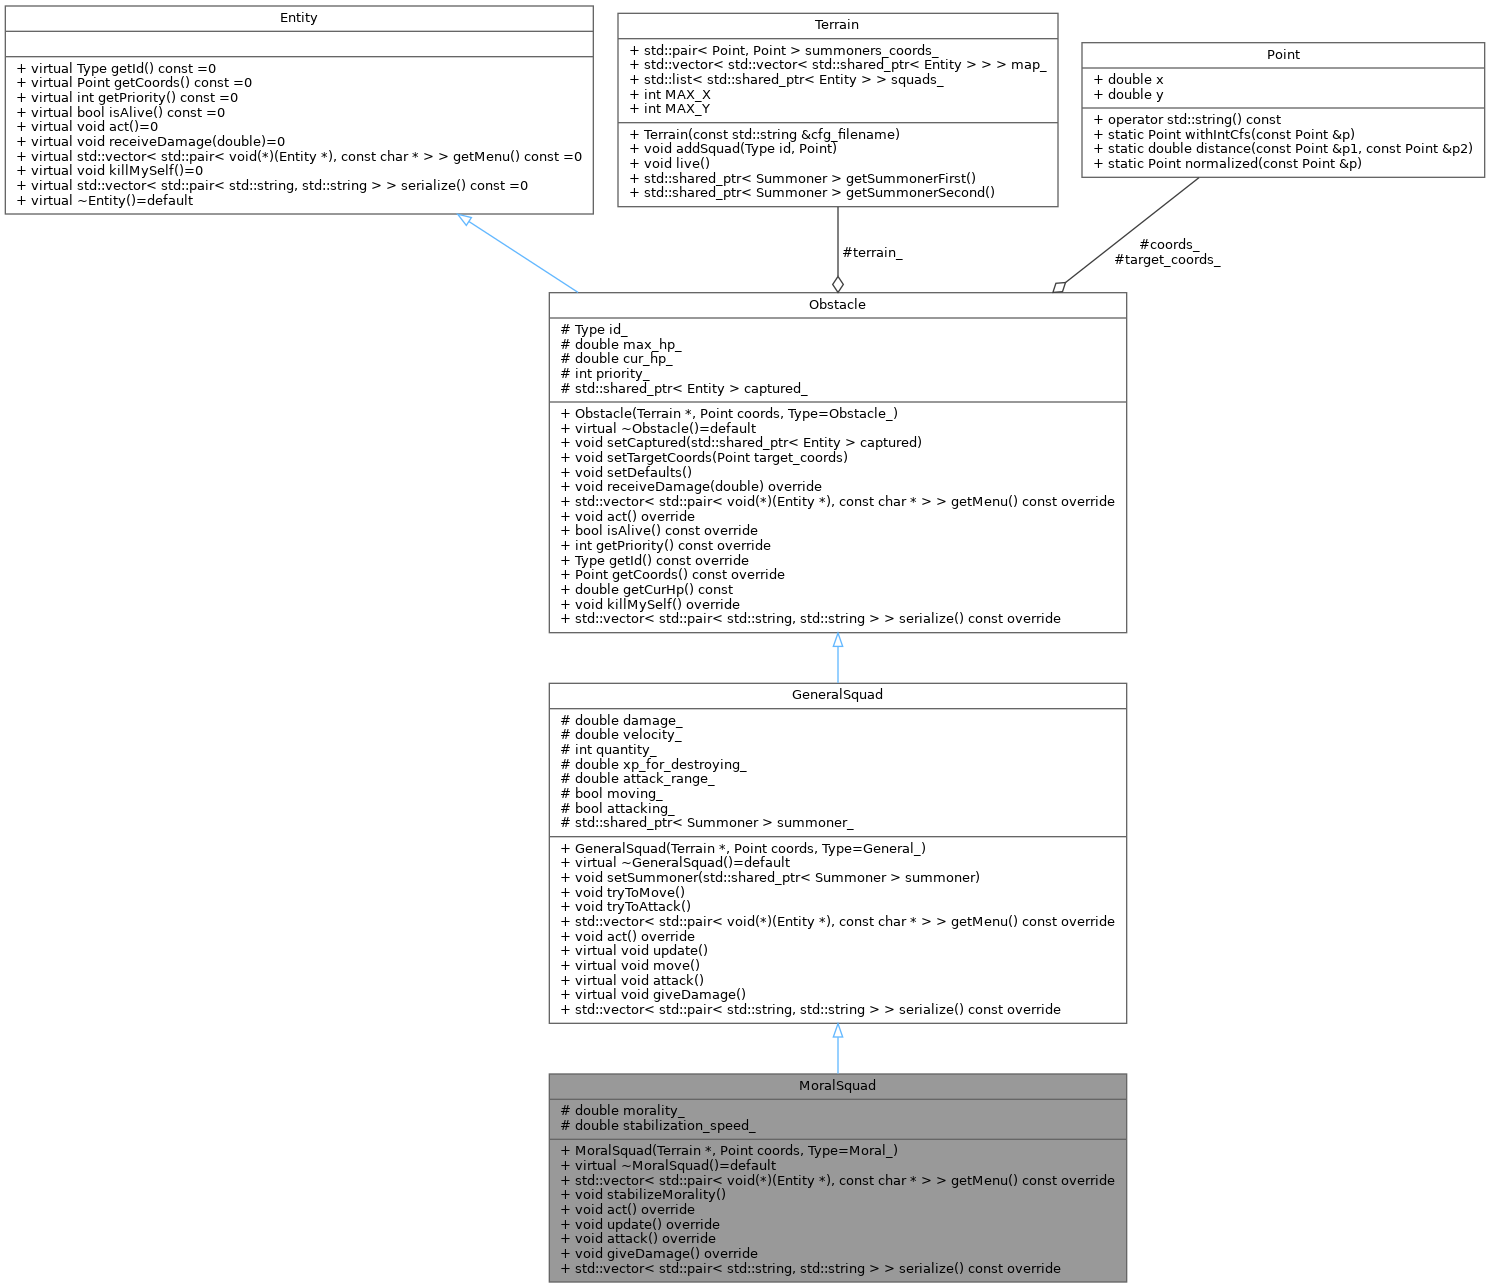 Entity
+ virtual Type getId() const =0
+ virtual Point getCoords() const =0
+ virtual int getPriority() const =0
+ virtual bool isAlive() const =0
+ virtual void act()=0
+ virtual void receiveDamage(double)=0
+ virtual std::vector< std::pair< void(*)(Entity *), const char * > > getMenu() const =0
+ virtual void killMySelf()=0
+ virtual std::vector< std::pair< std::string, std::string > > serialize() const =0
+ virtual ~Entity()=default
Terrain
+ std::pair< Point, Point > summoners_coords_
+ std::vector< std::vector< std::shared_ptr< Entity > > > map_
+ std::list< std::shared_ptr< Entity > > squads_
+ int MAX_X
+ int MAX_Y
+ Terrain(const std::string &cfg_filename)
+ void addSquad(Type id, Point)
+ void live()
+ std::shared_ptr< Summoner > getSummonerFirst()
+ std::shared_ptr< Summoner > getSummonerSecond()
Point
+ double x
+ double y
+ operator std::string() const
+ static Point withIntCfs(const Point &p)
+ static double distance(const Point &p1, const Point &p2)
+ static Point normalized(const Point &p)
#terrain_
#coords_
#target_coords_
Obstacle
# Type id_
# double max_hp_
# double cur_hp_
# int priority_
# std::shared_ptr< Entity > captured_
+ Obstacle(Terrain *, Point coords, Type=Obstacle_)
+ virtual ~Obstacle()=default
+ void setCaptured(std::shared_ptr< Entity > captured)
+ void setTargetCoords(Point target_coords)
+ void setDefaults()
+ void receiveDamage(double) override
+ std::vector< std::pair< void(*)(Entity *), const char * > > getMenu() const override
+ void act() override
+ bool isAlive() const override
+ int getPriority() const override
+ Type getId() const override
+ Point getCoords() const override
+ double getCurHp() const
+ void killMySelf() override
+ std::vector< std::pair< std::string, std::string > > serialize() const override
GeneralSquad
# double damage_
# double velocity_
# int quantity_
# double xp_for_destroying_
# double attack_range_
# bool moving_
# bool attacking_
# std::shared_ptr< Summoner > summoner_
+ GeneralSquad(Terrain *, Point coords, Type=General_)
+ virtual ~GeneralSquad()=default
+ void setSummoner(std::shared_ptr< Summoner > summoner)
+ void tryToMove()
+ void tryToAttack()
+ std::vector< std::pair< void(*)(Entity *), const char * > > getMenu() const override
+ void act() override
+ virtual void update()
+ virtual void move()
+ virtual void attack()
+ virtual void giveDamage()
+ std::vector< std::pair< std::string, std::string > > serialize() const override
MoralSquad
# double morality_
# double stabilization_speed_
+ MoralSquad(Terrain *, Point coords, Type=Moral_)
+ virtual ~MoralSquad()=default
+ std::vector< std::pair< void(*)(Entity *), const char * > > getMenu() const override
+ void stabilizeMorality()
+ void act() override
+ void update() override
+ void attack() override
+ void giveDamage() override
+ std::vector< std::pair< std::string, std::string > > serialize() const override